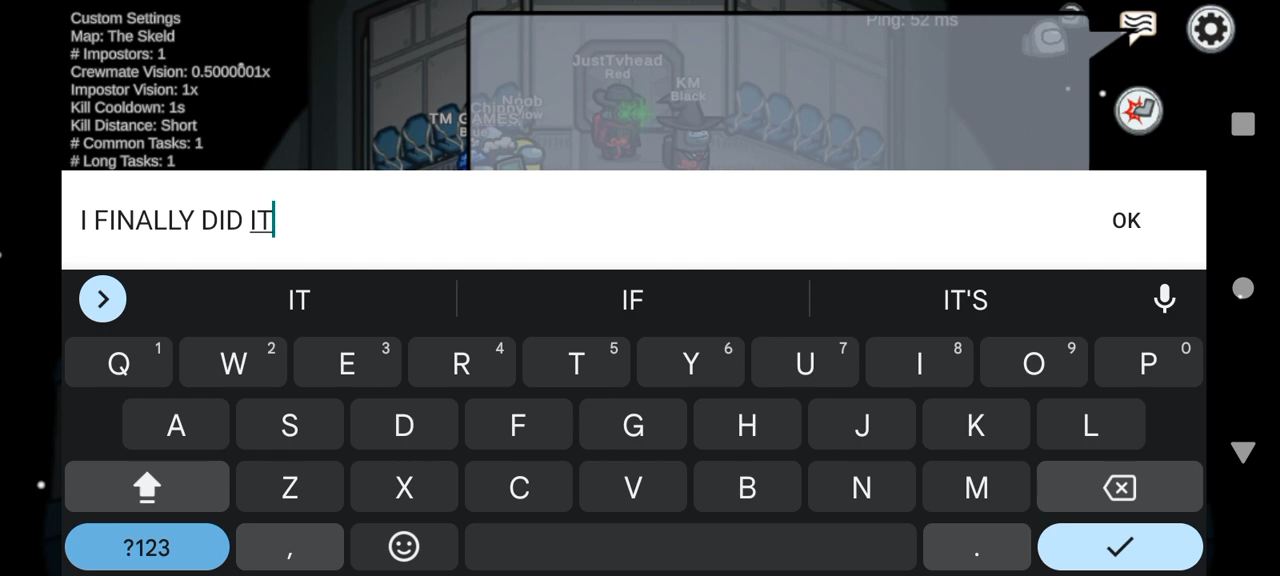 Custom Settings
Map: The Skeld
# Impostors: 1
Crewmate Vision: 0.5000001x
Impostor Vision: 1x
Kill Cooldown: 1s
Kill Distance: Short
# Common Tasks: 1
# Long Tasks: 1
Ping: 52 ms
JustTvhead
Red
KM
Black
Noob
Chippy
TM GAMES
I FINALLY DID IT
OK
IT IF IT'S
Q 1 W 2 E 3 R 4 T 5 Y 6 U 7 I 8 O 9 P 0
A S D F G H J K L
Z X C V B N M
?123 , .